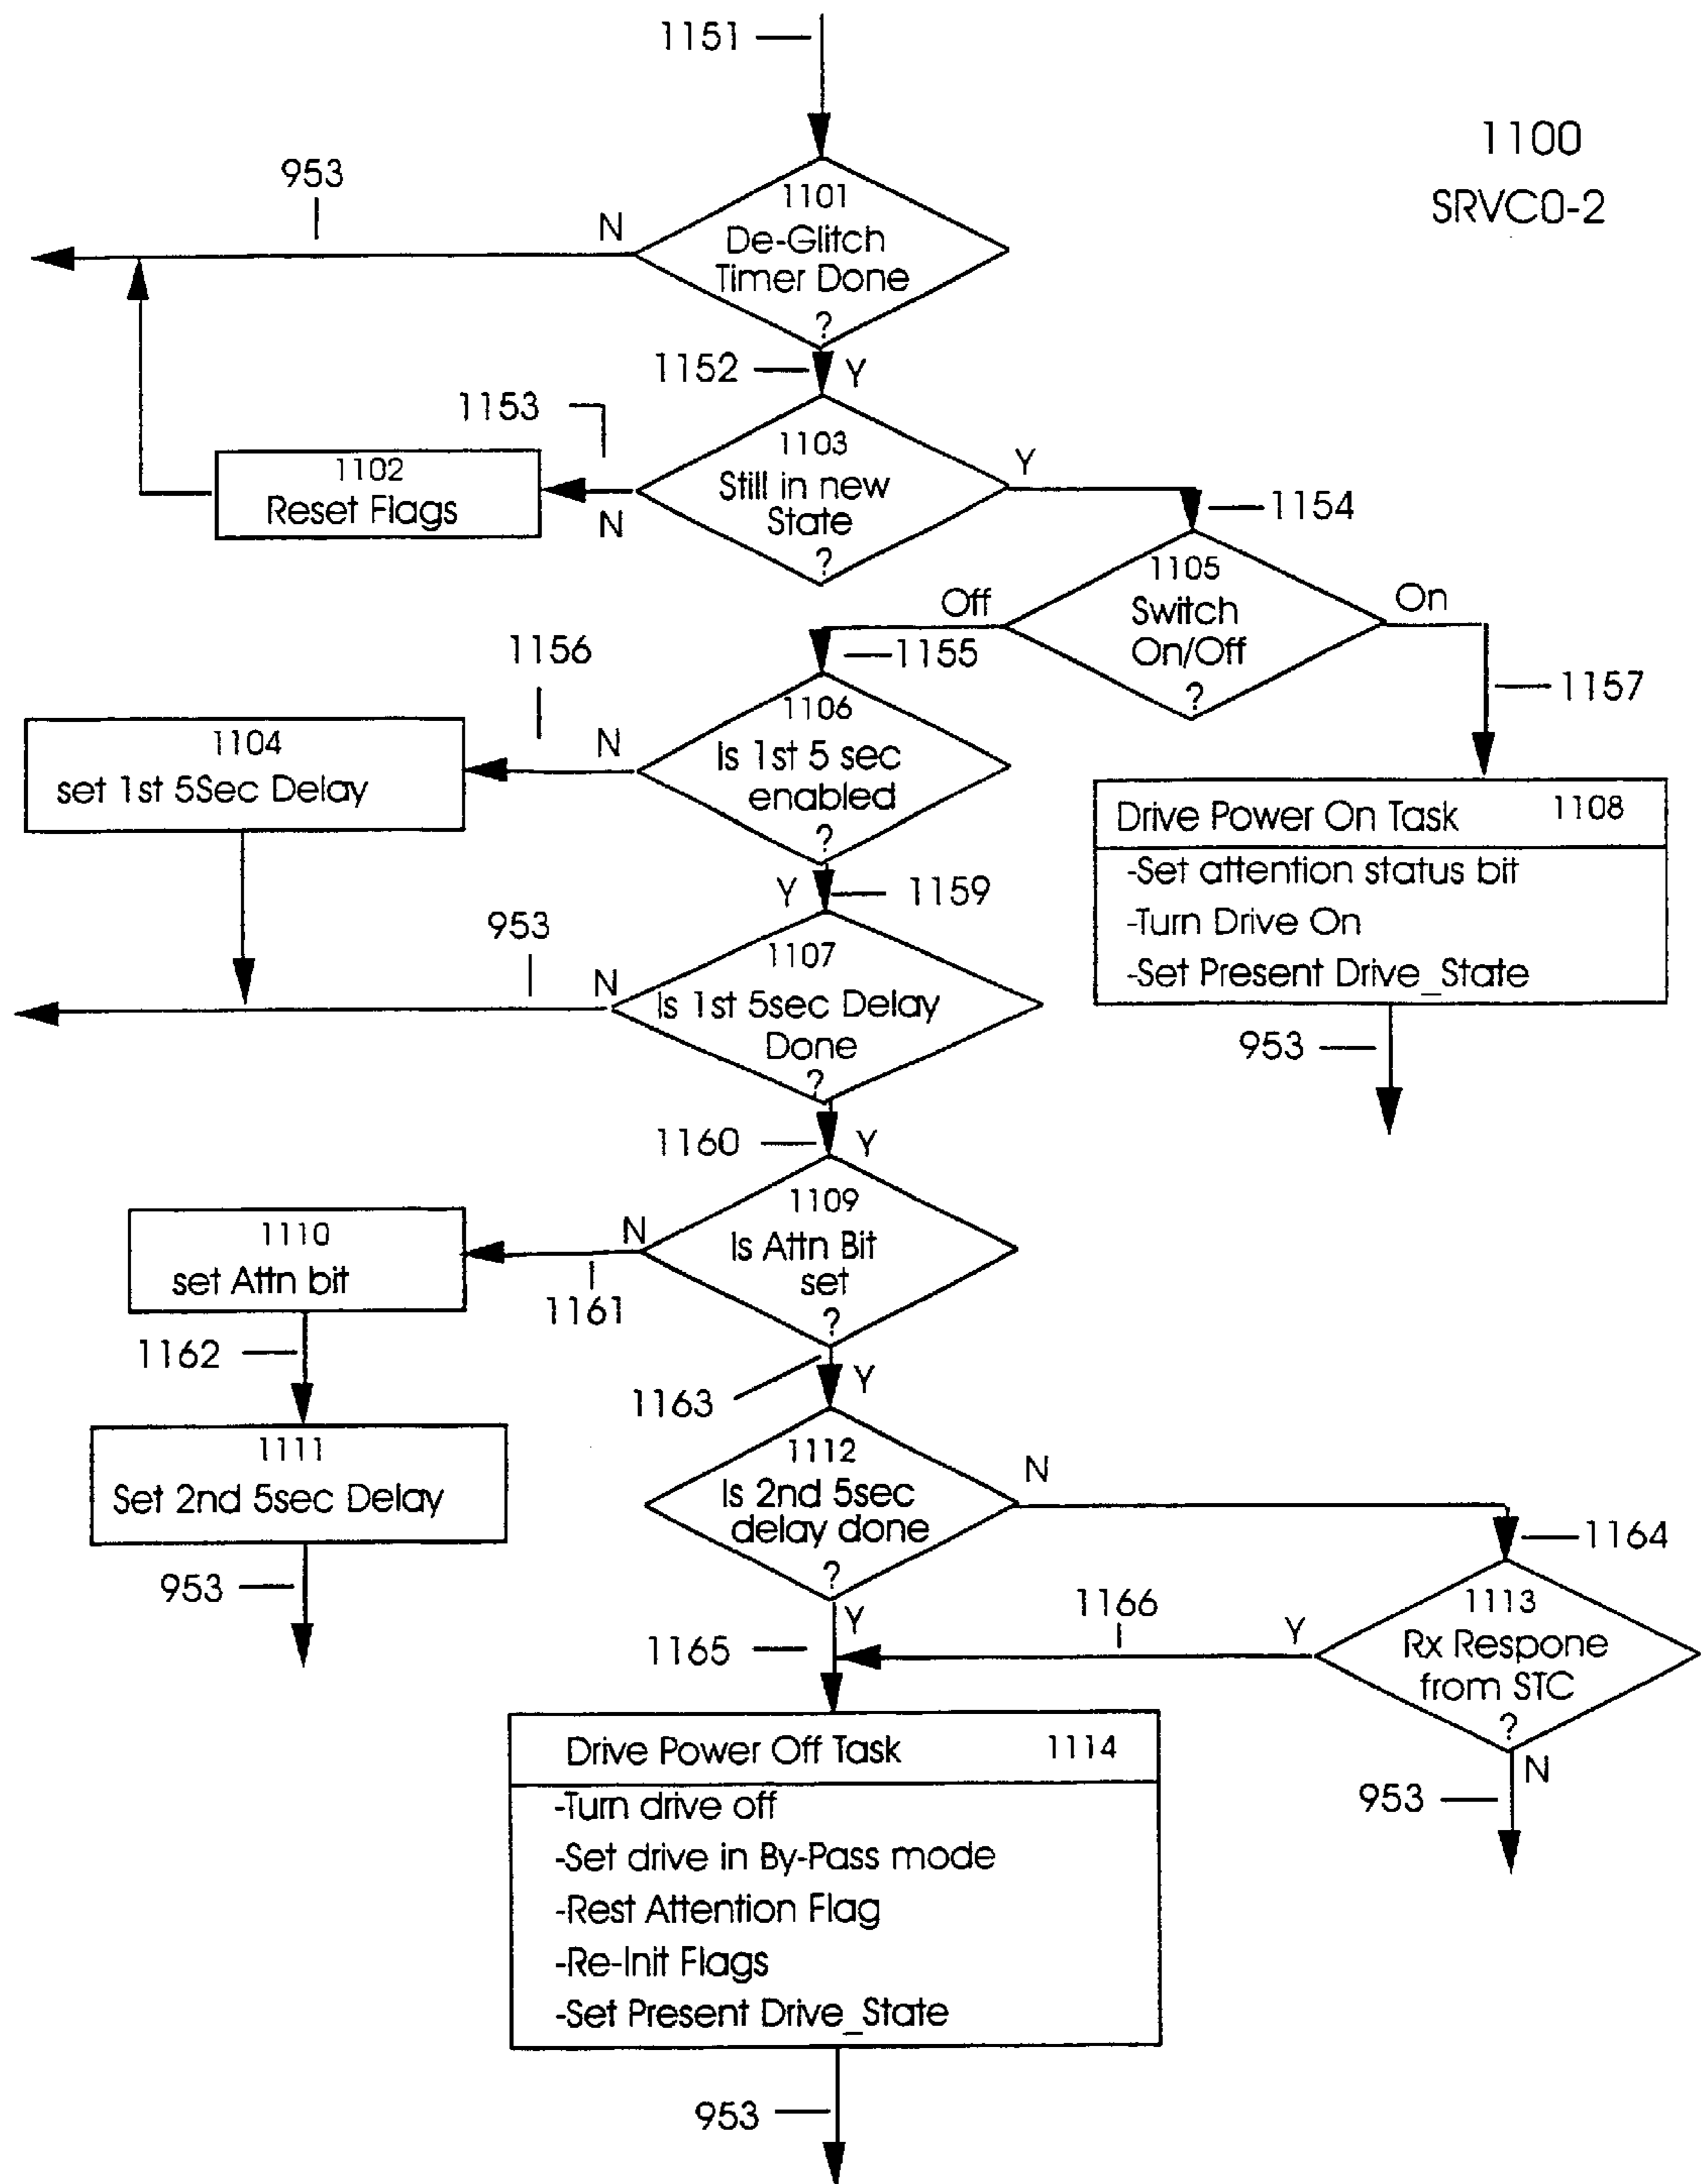 1151
1100
SRVC0-2
953
N
1101
De-Glitch
Timer Done
?
1152
Y
1153
1102
Reset Flags
N
1103
Still in new
State
?
Y
1154
1105
Switch
On/Off
?
Off
On
1155
1157
1156
1104
set 1st 5Sec Delay
N
1106
Is 1st 5 sec
enabled
?
Drive Power On Task 1108
-Set attention status bit
-Turn Drive On
-Set Present Drive_State
953
Y
1159
953
N
1107
Is 1st 5sec Delay
Done
?
1160
Y
1110
set Attn bit
N
1161
1109
Is Attn Bit
set
?
1162
1163
Y
1111
Set 2nd 5sec Delay
953
1112
Is 2nd 5sec
delay done
?
N
1164
1113
Rx Respone
from STC
?
Y
1166
N
953
Y
1165
Drive Power Off Task 1114
-Turn drive off
-Set drive in By-Pass mode
-Rest Attention Flag
-Re-Init Flags
-Set Present Drive_State
953